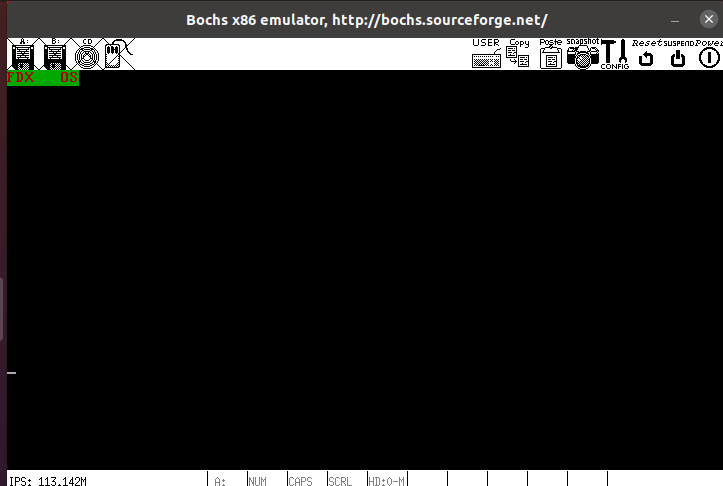 Bochs x86 emulator, http://bochs.sourceforge.net/
A: B: CD USER Copy Paste snapshot CONFIG Reset SUSPEND Power
FDX OS
IPS: 113.142M A: NUM CAPS SCRL HD:0-M